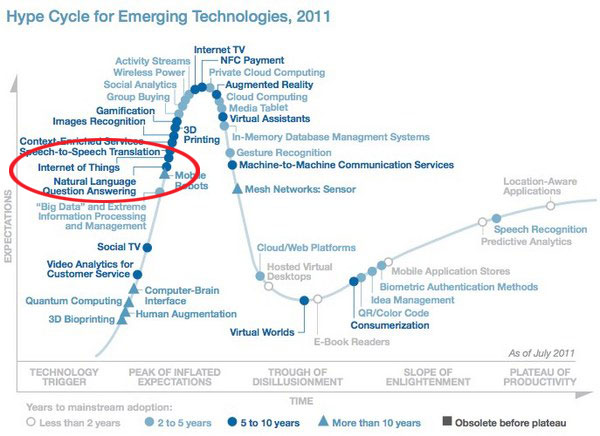 Hype Cycle for Emerging Technologies, 2011
EXPECTATIONS
Internet TV
NFC Payment
Activity Streams
Wireless Power
Private Cloud Computing
Social Analytics
Augmented Reality
Group Buying
Cloud Computing
Media Tablet
Gamification
Virtual Assistants
Images Recognition
3D
Printing
In-Memory Database Managment Systems
Context-Enriched Services
Speech-to-Speech Translation
Gesture Recognition
Internet of Things
Machine-to-Machine Communication Services
Natural Language
Question Answering
Mobile
Robots
Mesh Networks: Sensor
"Big Data" and Extreme
Information Processing
and Management
Social TV
Video Analytics for
Customer Service
Computer-Brain
Interface
Quantum Computing
Human Augmentation
3D Bioprinting
Cloud/Web Platforms
Hosted Virtual
Desktops
Virtual Worlds
E-Book Readers
Consumerization
QR/Color Code
Idea Management
Biometric Authentication Methods
Mobile Application Stores
Predictive Analytics
Speech Recognition
Location-Aware
Applications
As of July 2011
TECHNOLOGY
TRIGGER
PEAK OF INFLATED
EXPECTATIONS
TROUGH OF
DISILLUSIONMENT
SLOPE OF
ENLIGHTENMENT
PLATEAU OF
PRODUCTIVITY
TIME
Years to mainstream adoption:
Less than 2 years
2 to 5 years
5 to 10 years
More than 10 years
Obsolete before plateau